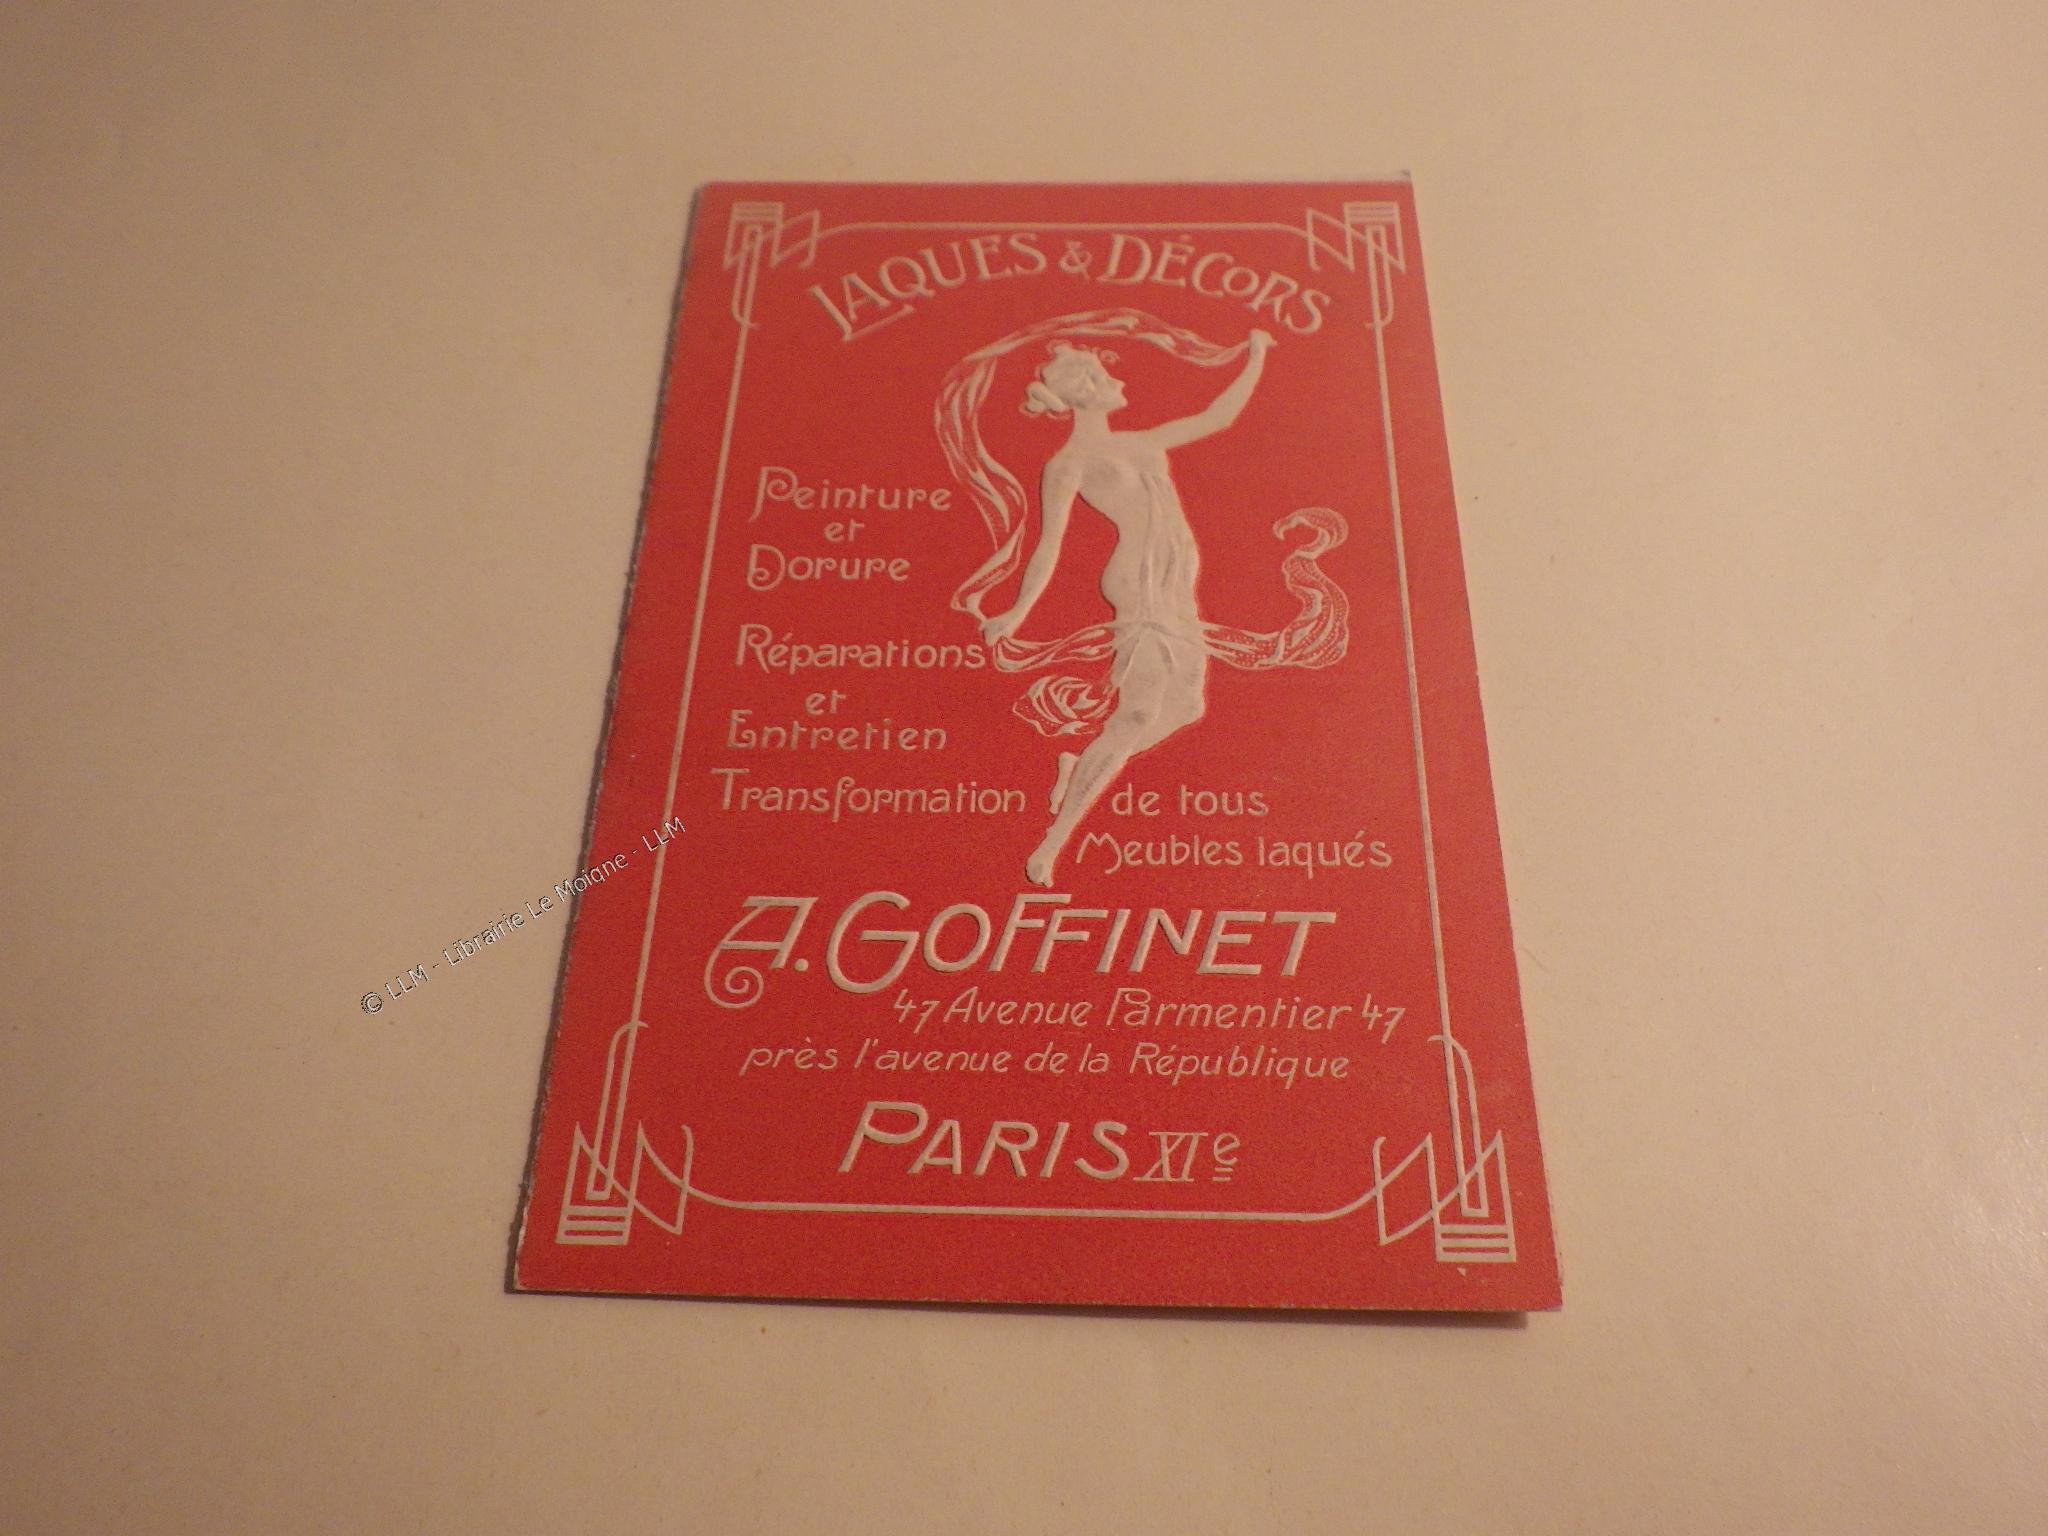 LAQUES & DÉCORS
Peinture
et
Dorure
Réparations
et
Entretien
Transformation de tous
Meubles laqués
A. GOFFINET
47 Avenue Parmentier 47
près l'avenue de la République
PARIS XIe
© LLM - Librairie Le Moigne - LLM